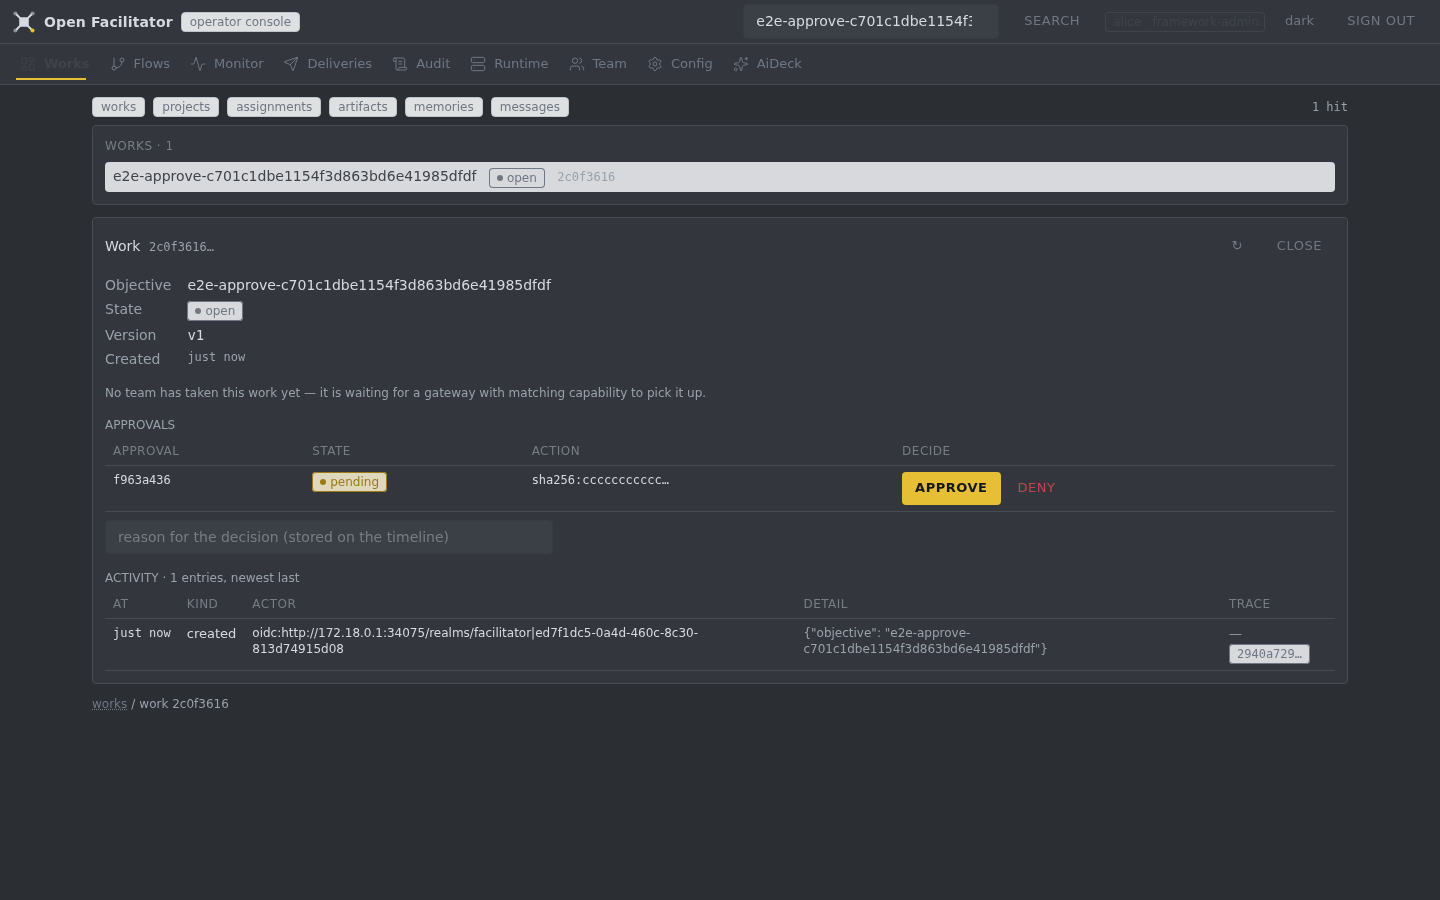 Open Facilitator operator console e2e-approve-c701c1dbe1154f3 SEARCH alice · framework-admin dark SIGN OUT
Works Flows Monitor Deliveries Audit Runtime Team Config AiDeck
works projects assignments artifacts memories messages 1 hit
WORKS · 1
e2e-approve-c701c1dbe1154f3d863bd6e41985dfdf open 2c0f3616
Work 2c0f3616… ↻ CLOSE
Objective e2e-approve-c701c1dbe1154f3d863bd6e41985dfdf
State open
Version v1
Created just now
No team has taken this work yet — it is waiting for a gateway with matching capability to pick it up.
APPROVALS
APPROVAL STATE ACTION DECIDE
f963a436 pending sha256:ccccccccccc… APPROVE DENY
reason for the decision (stored on the timeline)
ACTIVITY · 1 entries, newest last
AT KIND ACTOR DETAIL TRACE
just now created oidc:http://172.18.0.1:34075/realms/facilitator|ed7f1dc5-0a4d-460c-8c30- {"objective": "e2e-approve- —
813d74915d08 c701c1dbe1154f3d863bd6e41985dfdf"} 2940a729…
works / work 2c0f3616